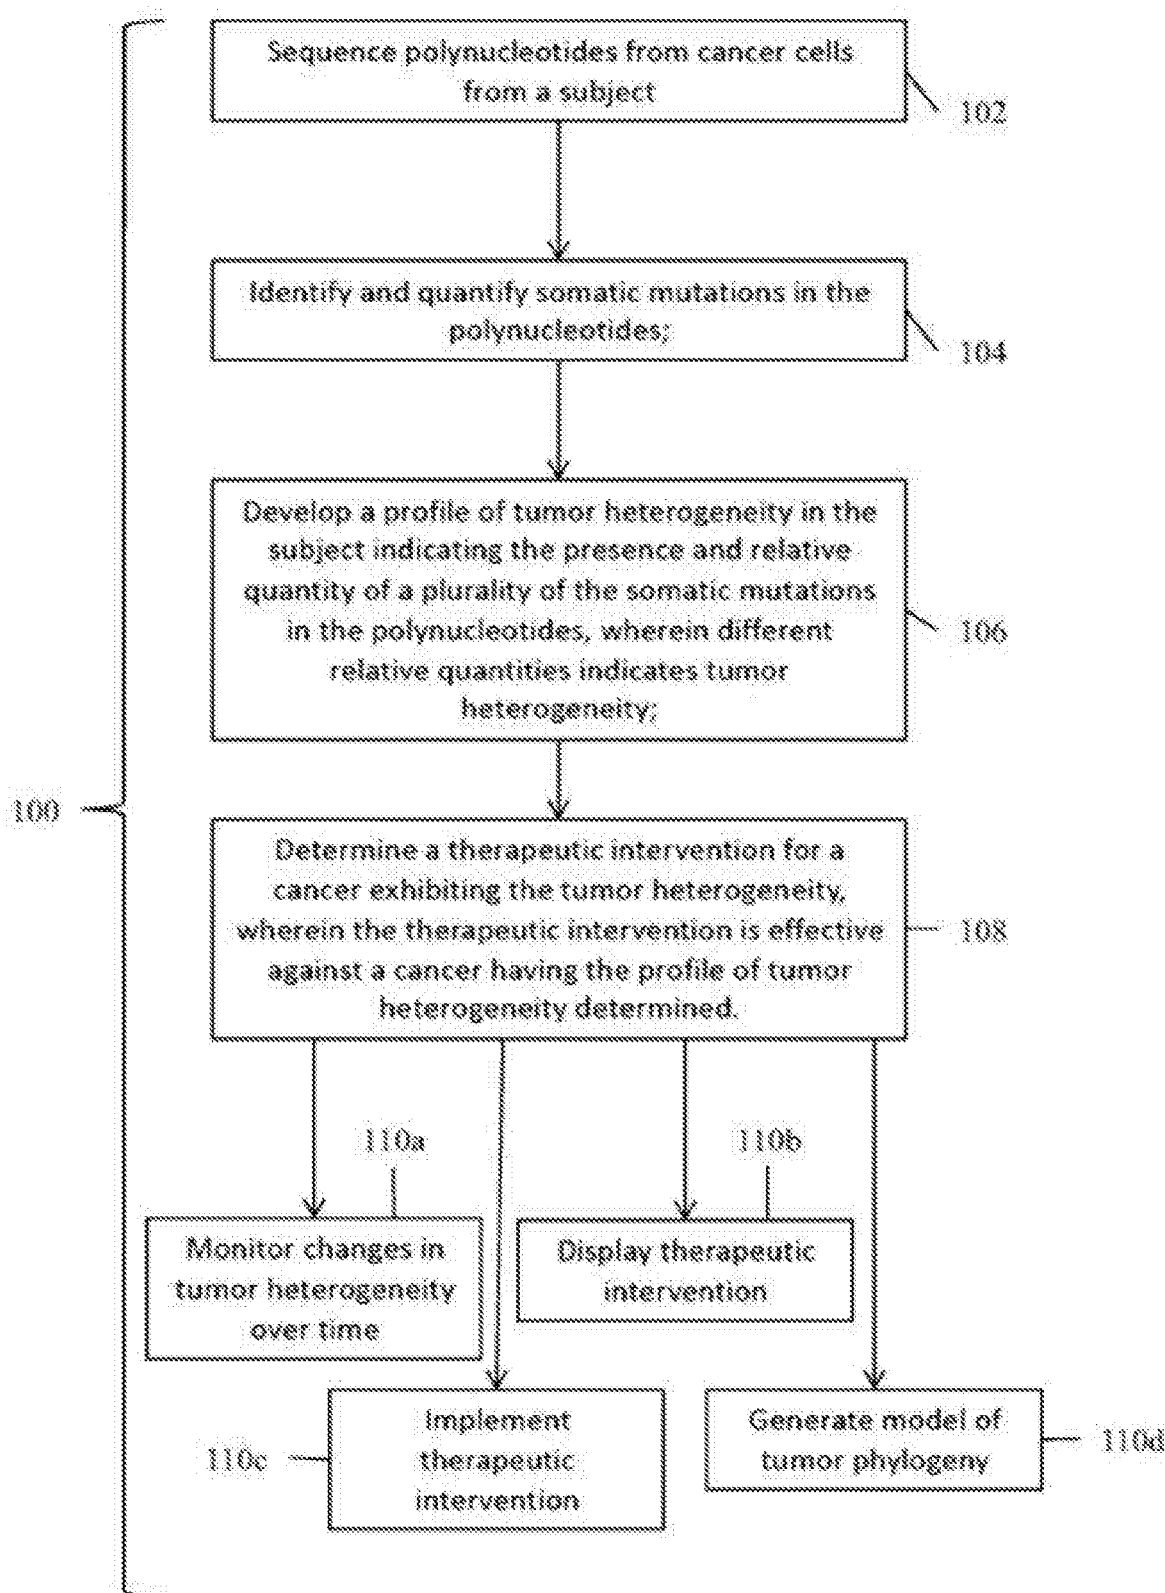 Sequence polynucleotides from cancer cells
from a subject
102
Identify and quantify somatic mutations in the
polynucleotides;
104
Develop a profile of tumor heterogeneity in the
subject indicating the presence and relative
quantity of a plurality of the somatic mutations
in the polynucleotides, wherein different
relative quantities indicates tumor
heterogeneity;
106
100
Determine a therapeutic intervention for a
cancer exhibiting the tumor heterogeneity,
wherein the therapeutic intervention is effective
against a cancer having the profile of tumor
heterogeneity determined.
108
110a
110b
Monitor changes in
tumor heterogeneity
over time
Display therapeutic
intervention
110c
Implement
therapeutic
intervention
Generate model of
tumor phylogeny
110d